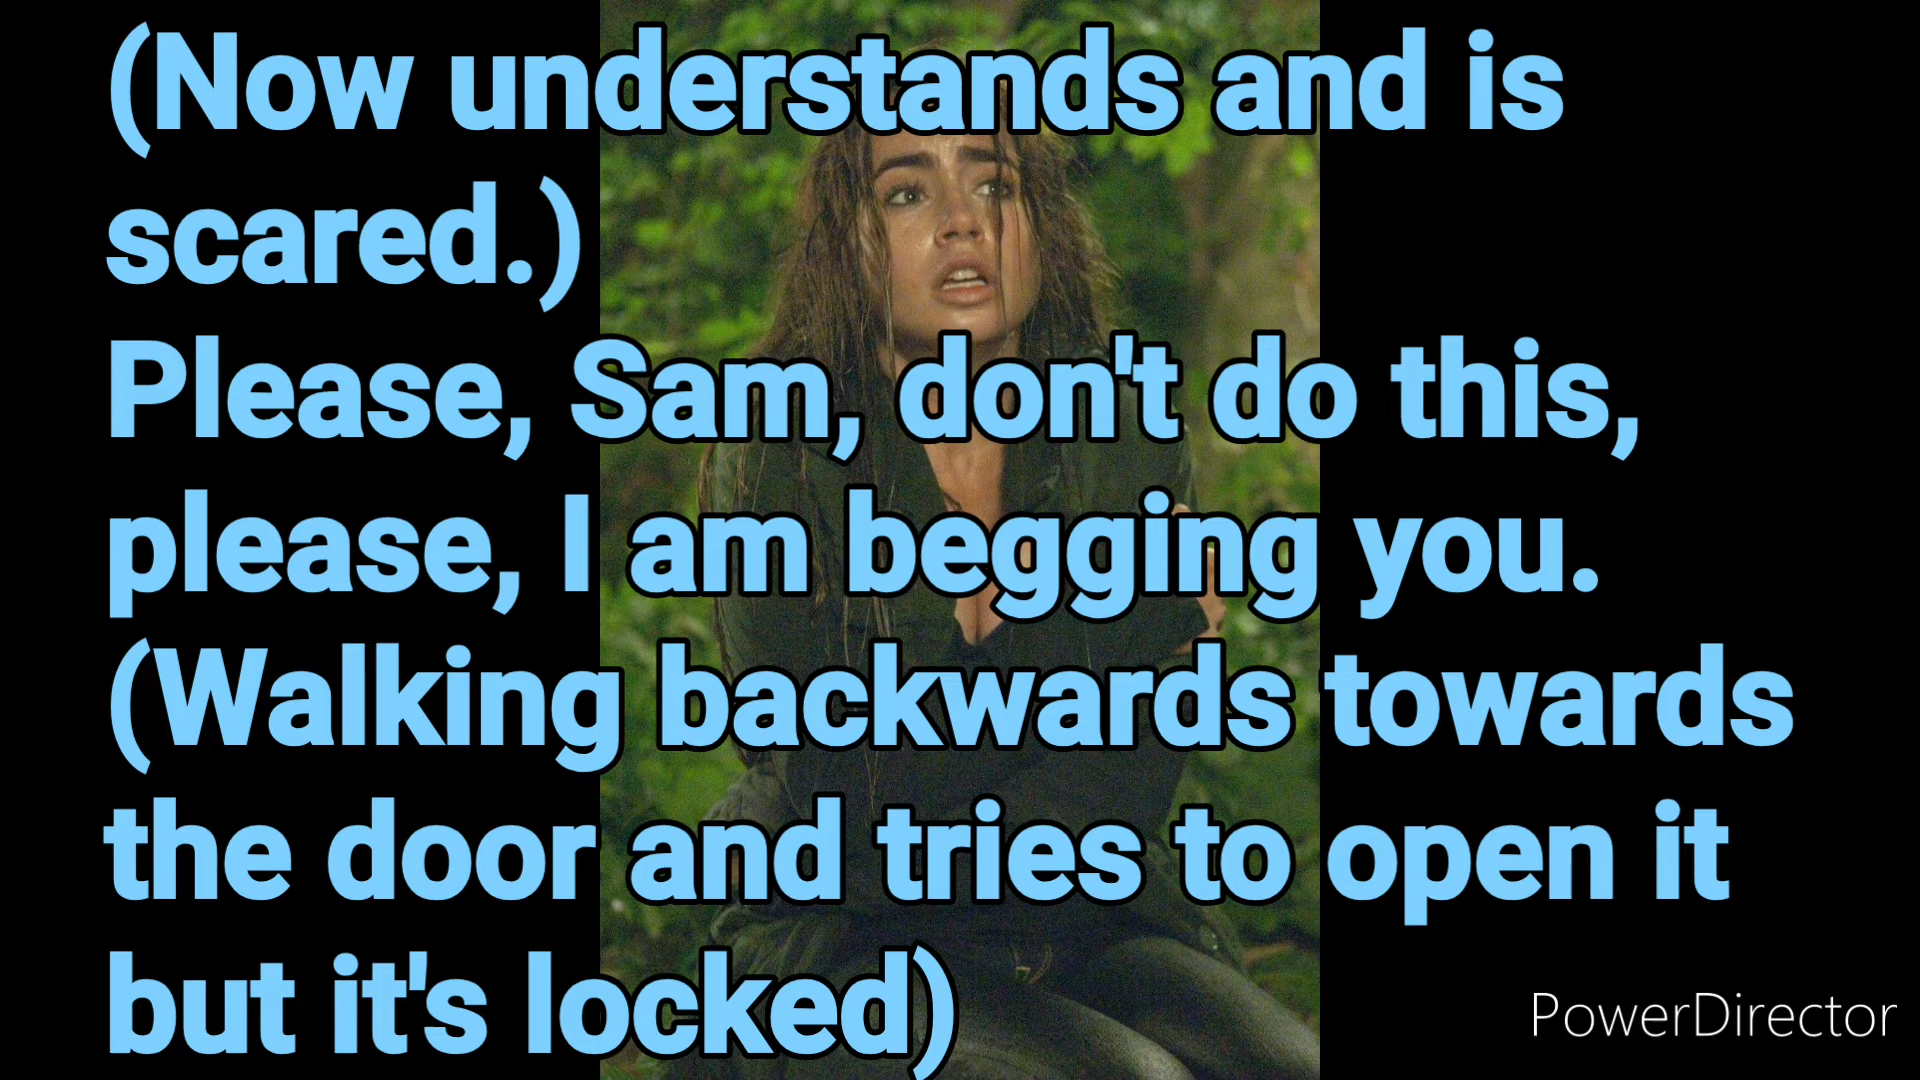 (Now understands and is
scared.)
Please, Sam, don't do this,
please, I am begging you.
(Walking backwards towards
the door and tries to open it
but it's locked)
PowerDirector